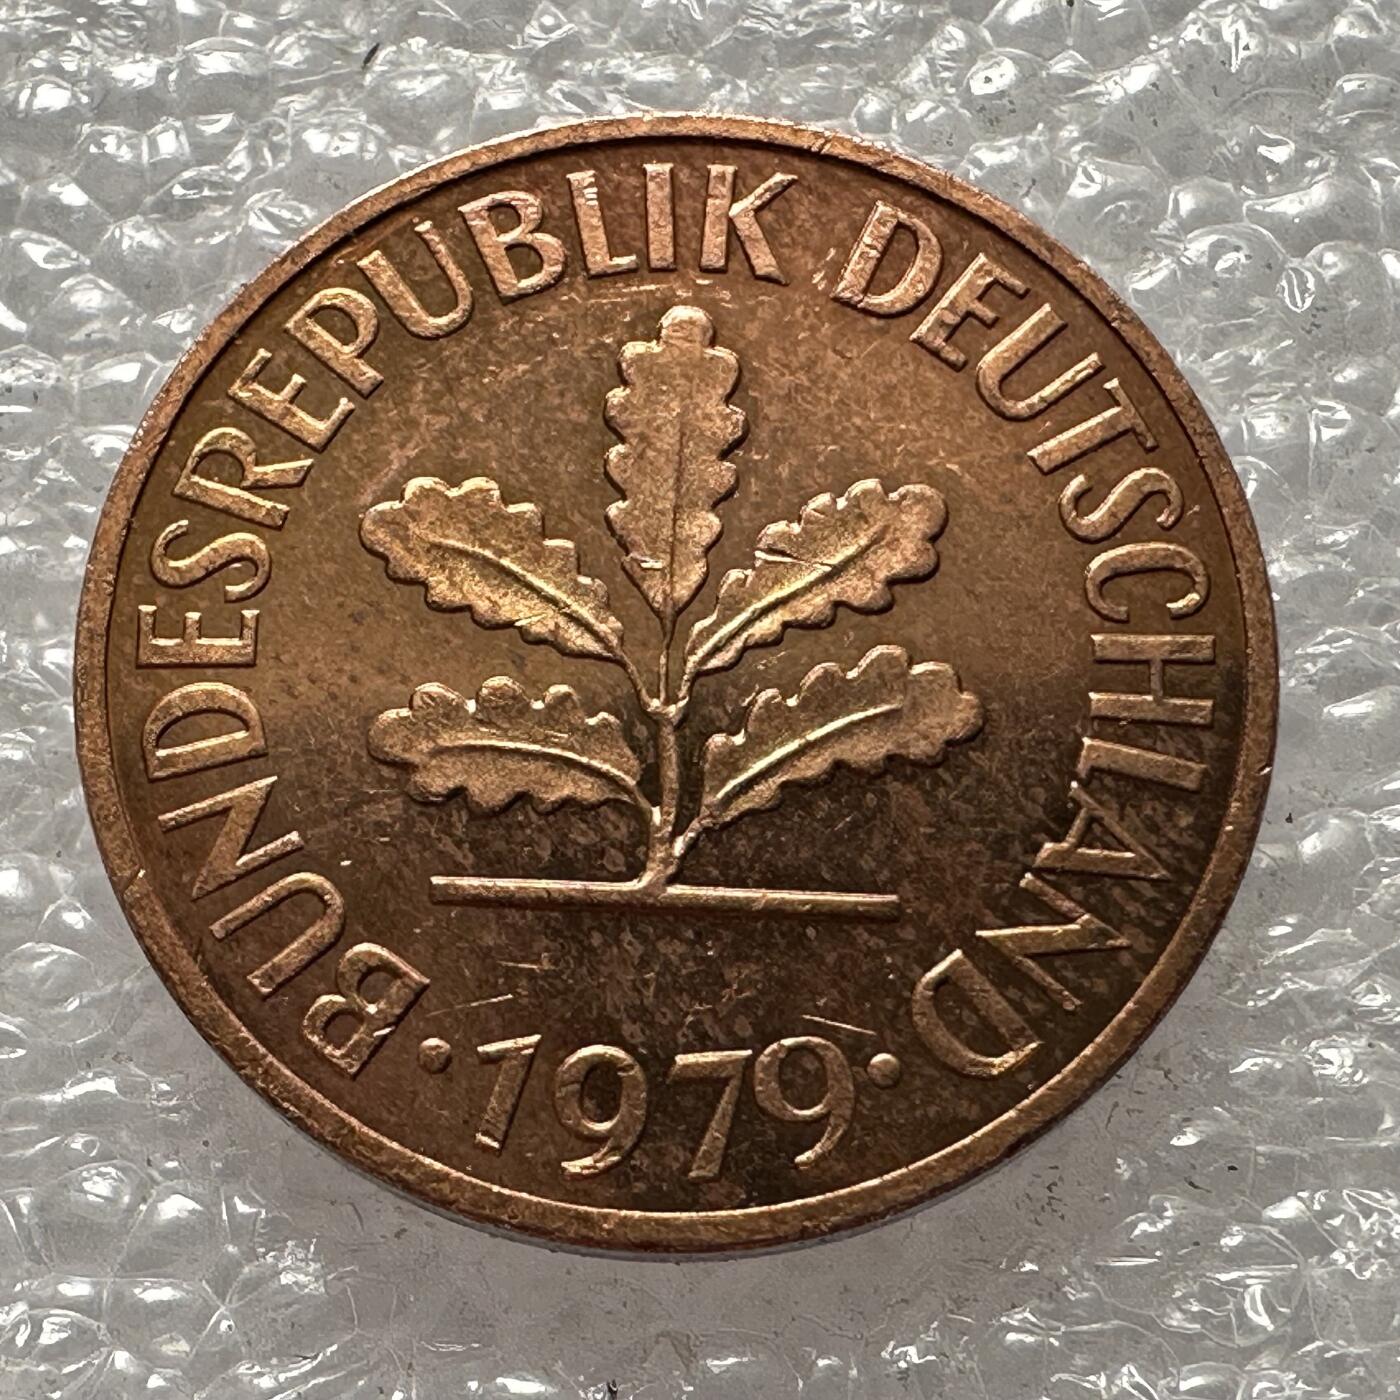 BUNDESREPUBLIK DEUTSCHLAND
· 1979 ·